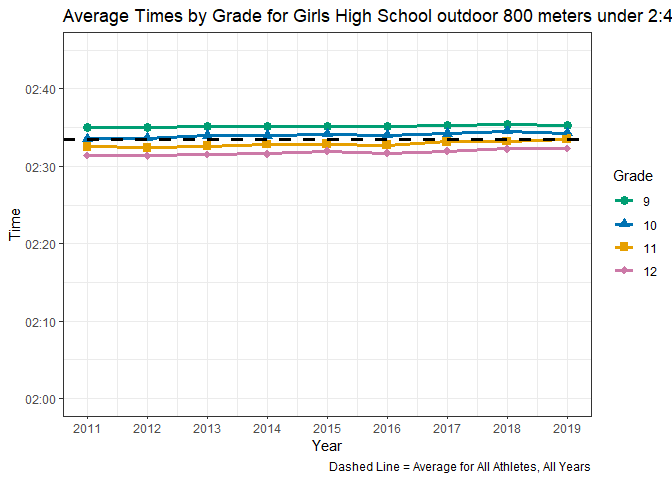 Average Times by Grade for Girls High School outdoor 800 meters under 2:4
02:40
02:30
02:20
02:10
02:00
Time
2011 2012 2013 2014 2015 2016 2017 2018 2019
Year
Grade
9
10
11
12
Dashed Line = Average for All Athletes, All Years